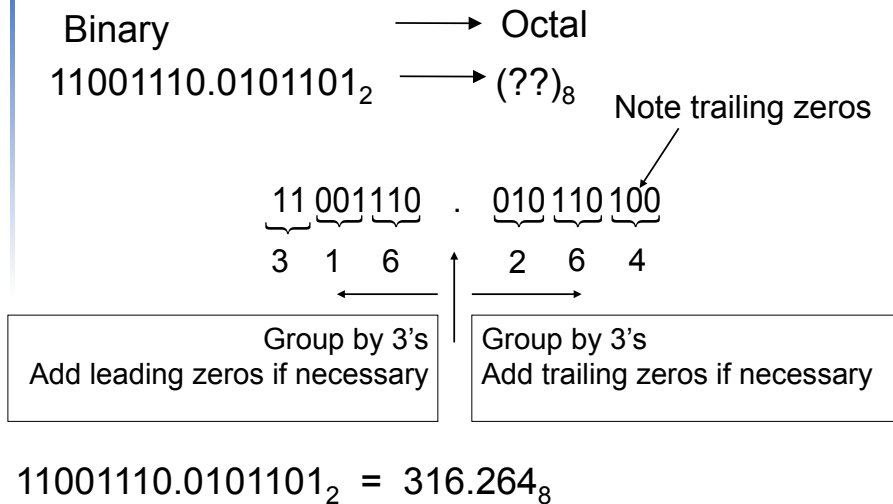 Binary → Octal
11001110.0101101₂ → (??)₈
Note trailing zeros
11 001 110 . 010 110 100
3 1 6 2 6 4
Group by 3’s
Add leading zeros if necessary
Group by 3’s
Add trailing zeros if necessary
11001110.0101101₂ = 316.264₈